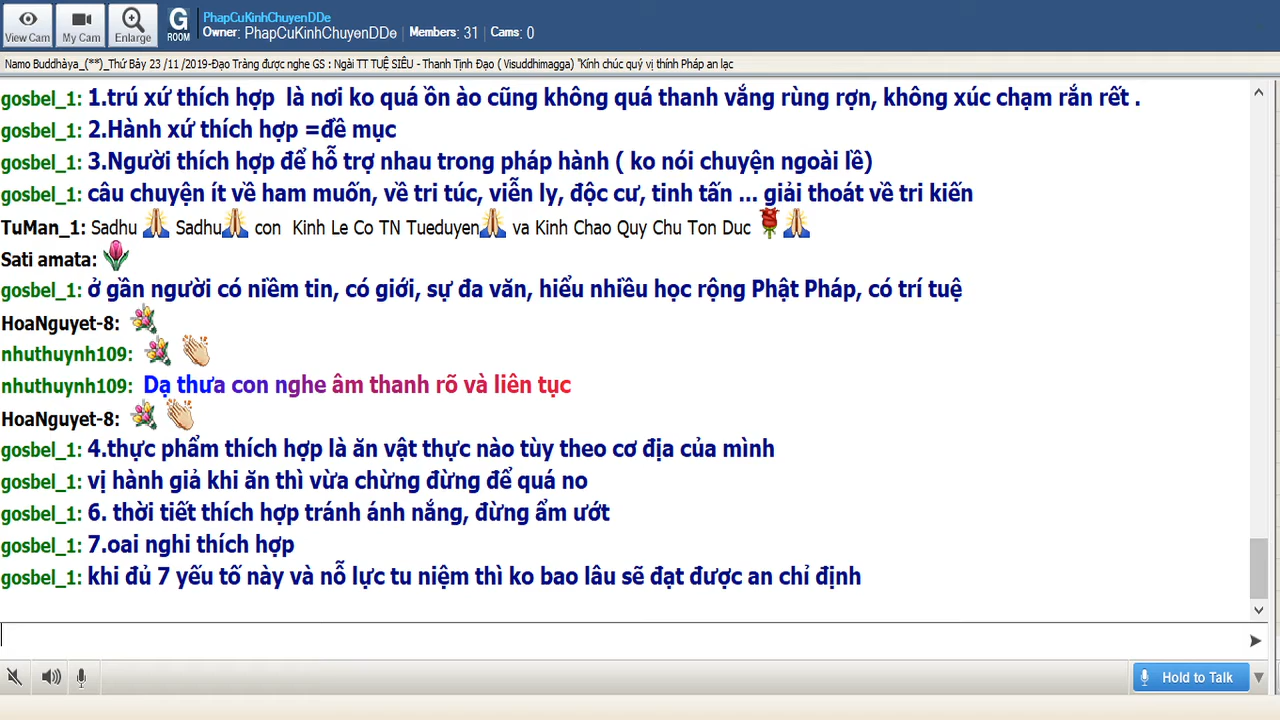 View Cam
My Cam
Enlarge
G
ROOM
PhapCuKinhChuyenDDe
Owner: PhapCuKinhChuyenDDe | Members: 31 | Cams: 0
Namo Buddhàya_(**)_Thứ Bảy 23 /11 /2019-Đạo Tràng được nghe GS : Ngài TT TUỆ SIÊU - Thanh Tịnh Đạo ( Visuddhimagga) "Kính chúc quý vị thính Pháp an lạc
gosbel_1: 1.trú xứ thích hợp là nơi ko quá ồn ào cũng không quá thanh vắng rùng rợn, không xúc chạm rắn rết .
gosbel_1: 2.Hành xứ thích hợp =đề mục
gosbel_1: 3.Người thích hợp để hỗ trợ nhau trong pháp hành ( ko nói chuyện ngoài lề)
gosbel_1: câu chuyện ít về ham muốn, về tri túc, viễn ly, độc cư, tinh tấn ... giải thoát về tri kiến
TuMan_1: Sadhu 🙏 Sadhu🙏 con Kinh Le Co TN Tueduyen🙏 va Kinh Chao Quy Chu Ton Duc 🌹🙏
Sati amata: 🌷
gosbel_1: ở gần người có niềm tin, có giới, sự đa văn, hiểu nhiều học rộng Phật Pháp, có trí tuệ
HoaNguyet-8: 💐
nhuthuynh109: 💐 👏
nhuthuynh109: Dạ thưa con nghe âm thanh rõ và liên tục
HoaNguyet-8: 💐 👏
gosbel_1: 4.thực phẩm thích hợp là ăn vật thực nào tùy theo cơ địa của mình
gosbel_1: vị hành giả khi ăn thì vừa chừng đừng để quá no
gosbel_1: 6. thời tiết thích hợp tránh ánh nắng, đừng ẩm ướt
gosbel_1: 7.oai nghi thích hợp
gosbel_1: khi đủ 7 yếu tố này và nỗ lực tu niệm thì ko bao lâu sẽ đạt được an chỉ định
Hold to Talk